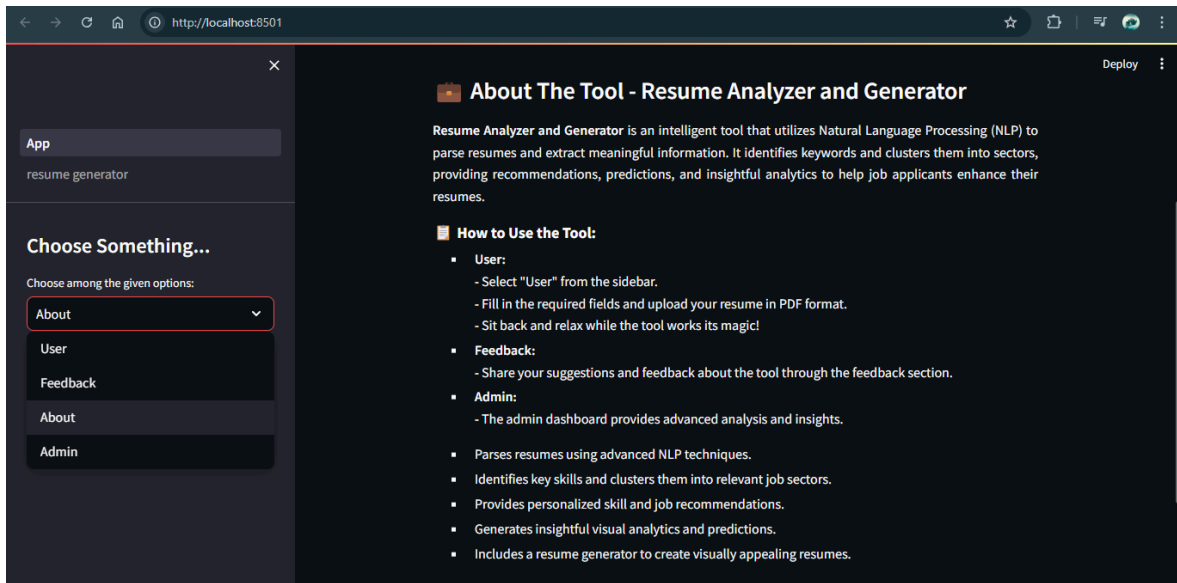 http://localhost:8501
Deploy
App
resume generator
Choose Something...
Choose among the given options:
About
User
Feedback
About
Admin
💼 About The Tool - Resume Analyzer and Generator
Resume Analyzer and Generator is an intelligent tool that utilizes Natural Language Processing (NLP) to
parse resumes and extract meaningful information. It identifies keywords and clusters them into sectors,
providing recommendations, predictions, and insightful analytics to help job applicants enhance their
resumes.
📋 How to Use the Tool:
▪ User:
- Select "User" from the sidebar.
- Fill in the required fields and upload your resume in PDF format.
- Sit back and relax while the tool works its magic!
▪ Feedback:
- Share your suggestions and feedback about the tool through the feedback section.
▪ Admin:
- The admin dashboard provides advanced analysis and insights.
▪ Parses resumes using advanced NLP techniques.
▪ Identifies key skills and clusters them into relevant job sectors.
▪ Provides personalized skill and job recommendations.
▪ Generates insightful visual analytics and predictions.
▪ Includes a resume generator to create visually appealing resumes.